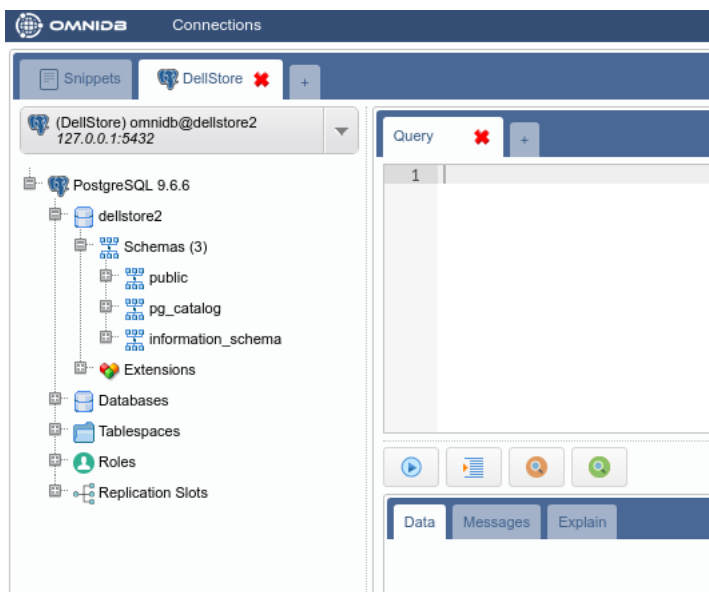 OMNIDB Connections
Snippets DellStore +
(DellStore) omnidb@dellstore2
127.0.0.1:5432
PostgreSQL 9.6.6
dellstore2
Schemas (3)
public
pg_catalog
information_schema
Extensions
Databases
Tablespaces
Roles
Replication Slots
Query +
1
Data Messages Explain